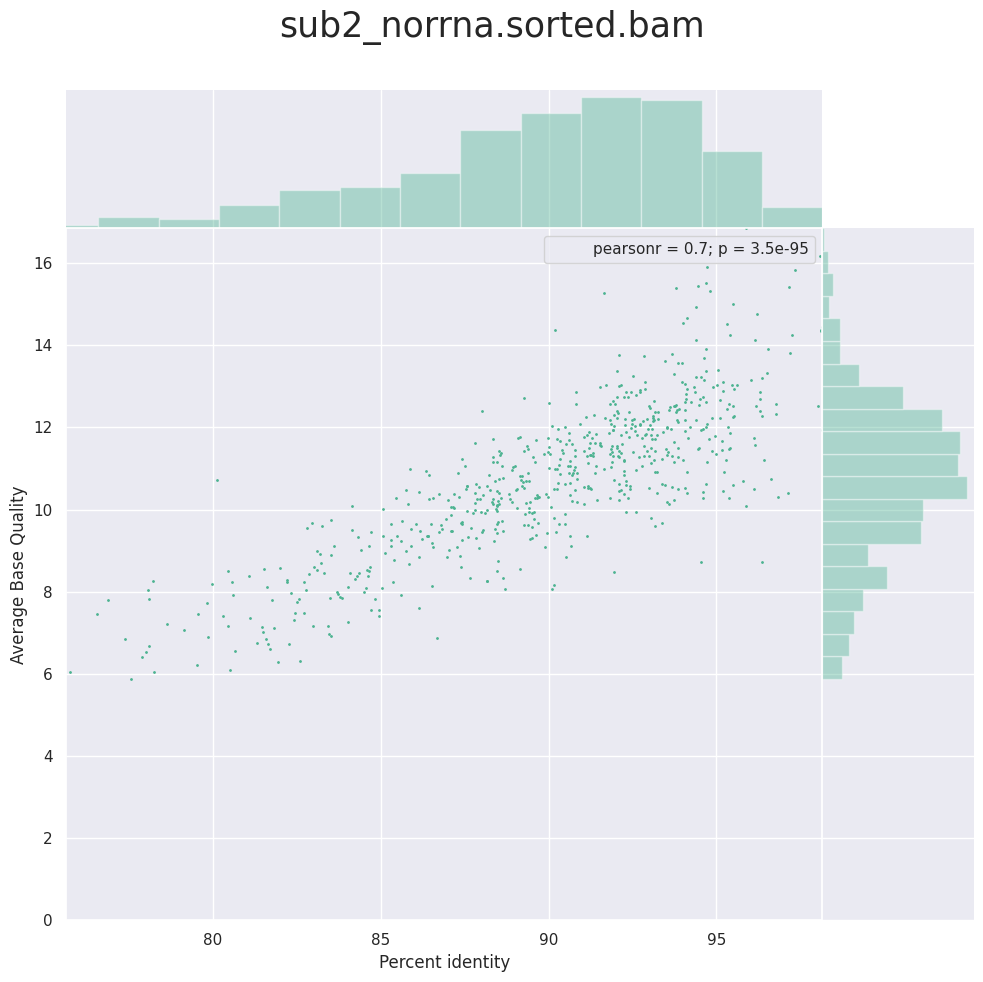 sub2_norrna.sorted.bam
pearsonr = 0.7; p = 3.5e-95
16
14
12
10
8
6
4
2
0
Average Base Quality
80 85 90 95
Percent identity